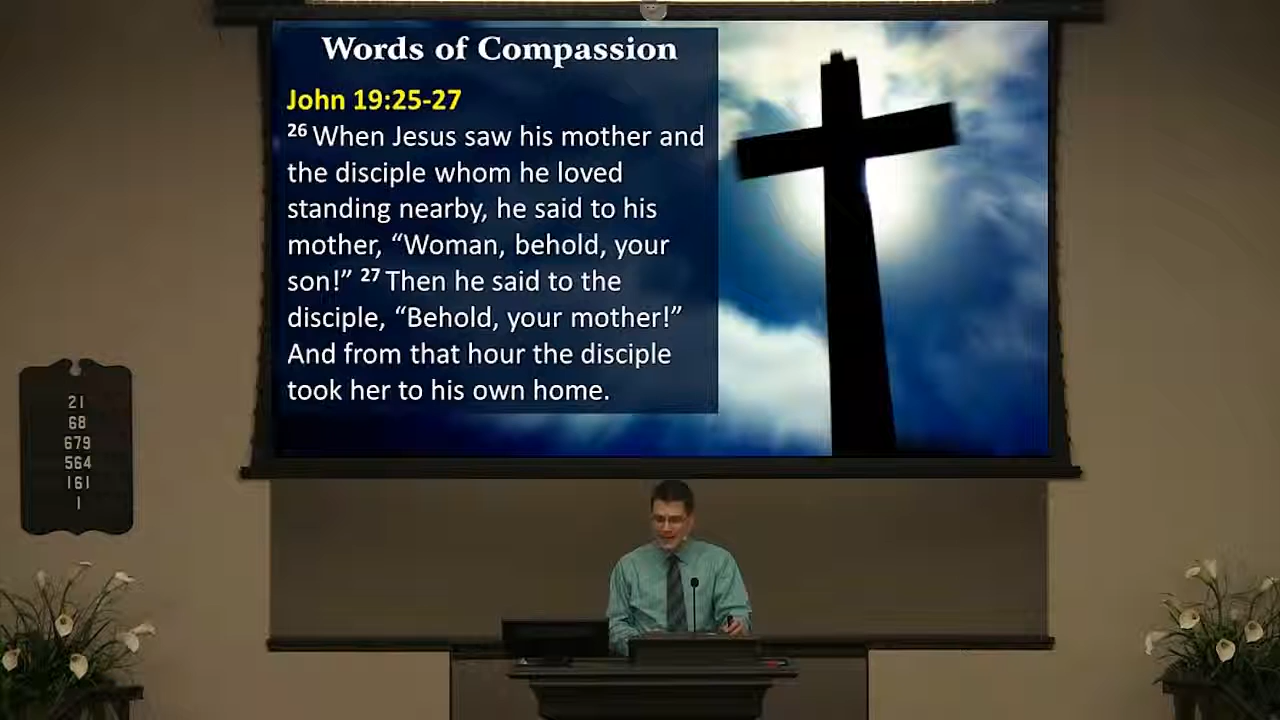 Words of Compassion
John 19:25-27
26 When Jesus saw his mother and
the disciple whom he loved
standing nearby, he said to his
mother, “Woman, behold, your
son!” 27 Then he said to the
disciple, “Behold, your mother!”
And from that hour the disciple
took her to his own home.
21
68
679
564
161
1